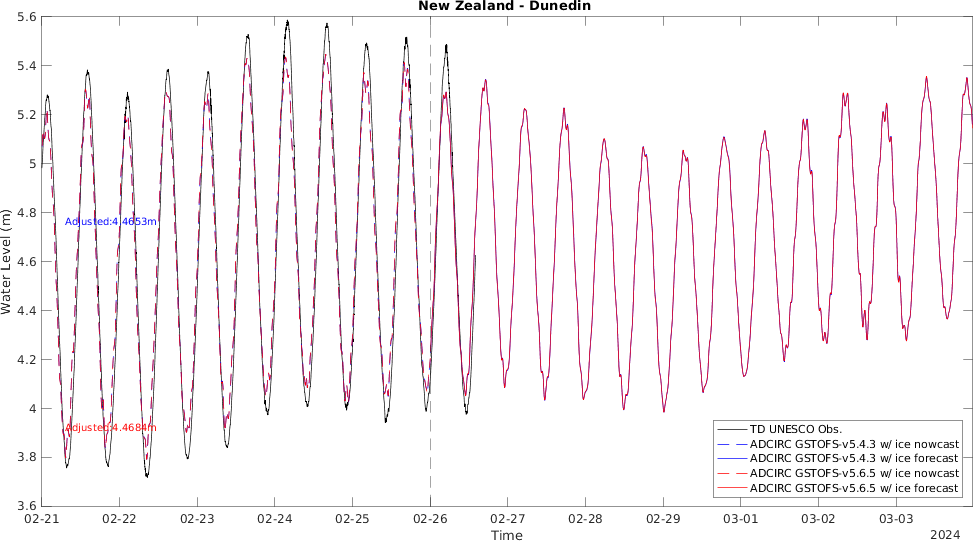 New Zealand - Dunedin
5.6
5.4
5.2
5
4.8
4.6
4.4
4.2
4
3.8
3.6
Water Level (m)
Adjusted:4.4653m
Adjusted:4.4684m
TD UNESCO Obs.
ADCIRC GSTOFS-v5.4.3 w/ ice nowcast
ADCIRC GSTOFS-v5.4.3 w/ ice forecast
ADCIRC GSTOFS-v5.6.5 w/ ice nowcast
ADCIRC GSTOFS-v5.6.5 w/ ice forecast
02-21 02-22 02-23 02-24 02-25 02-26 02-27 02-28 02-29 03-01 03-02 03-03
Time
2024